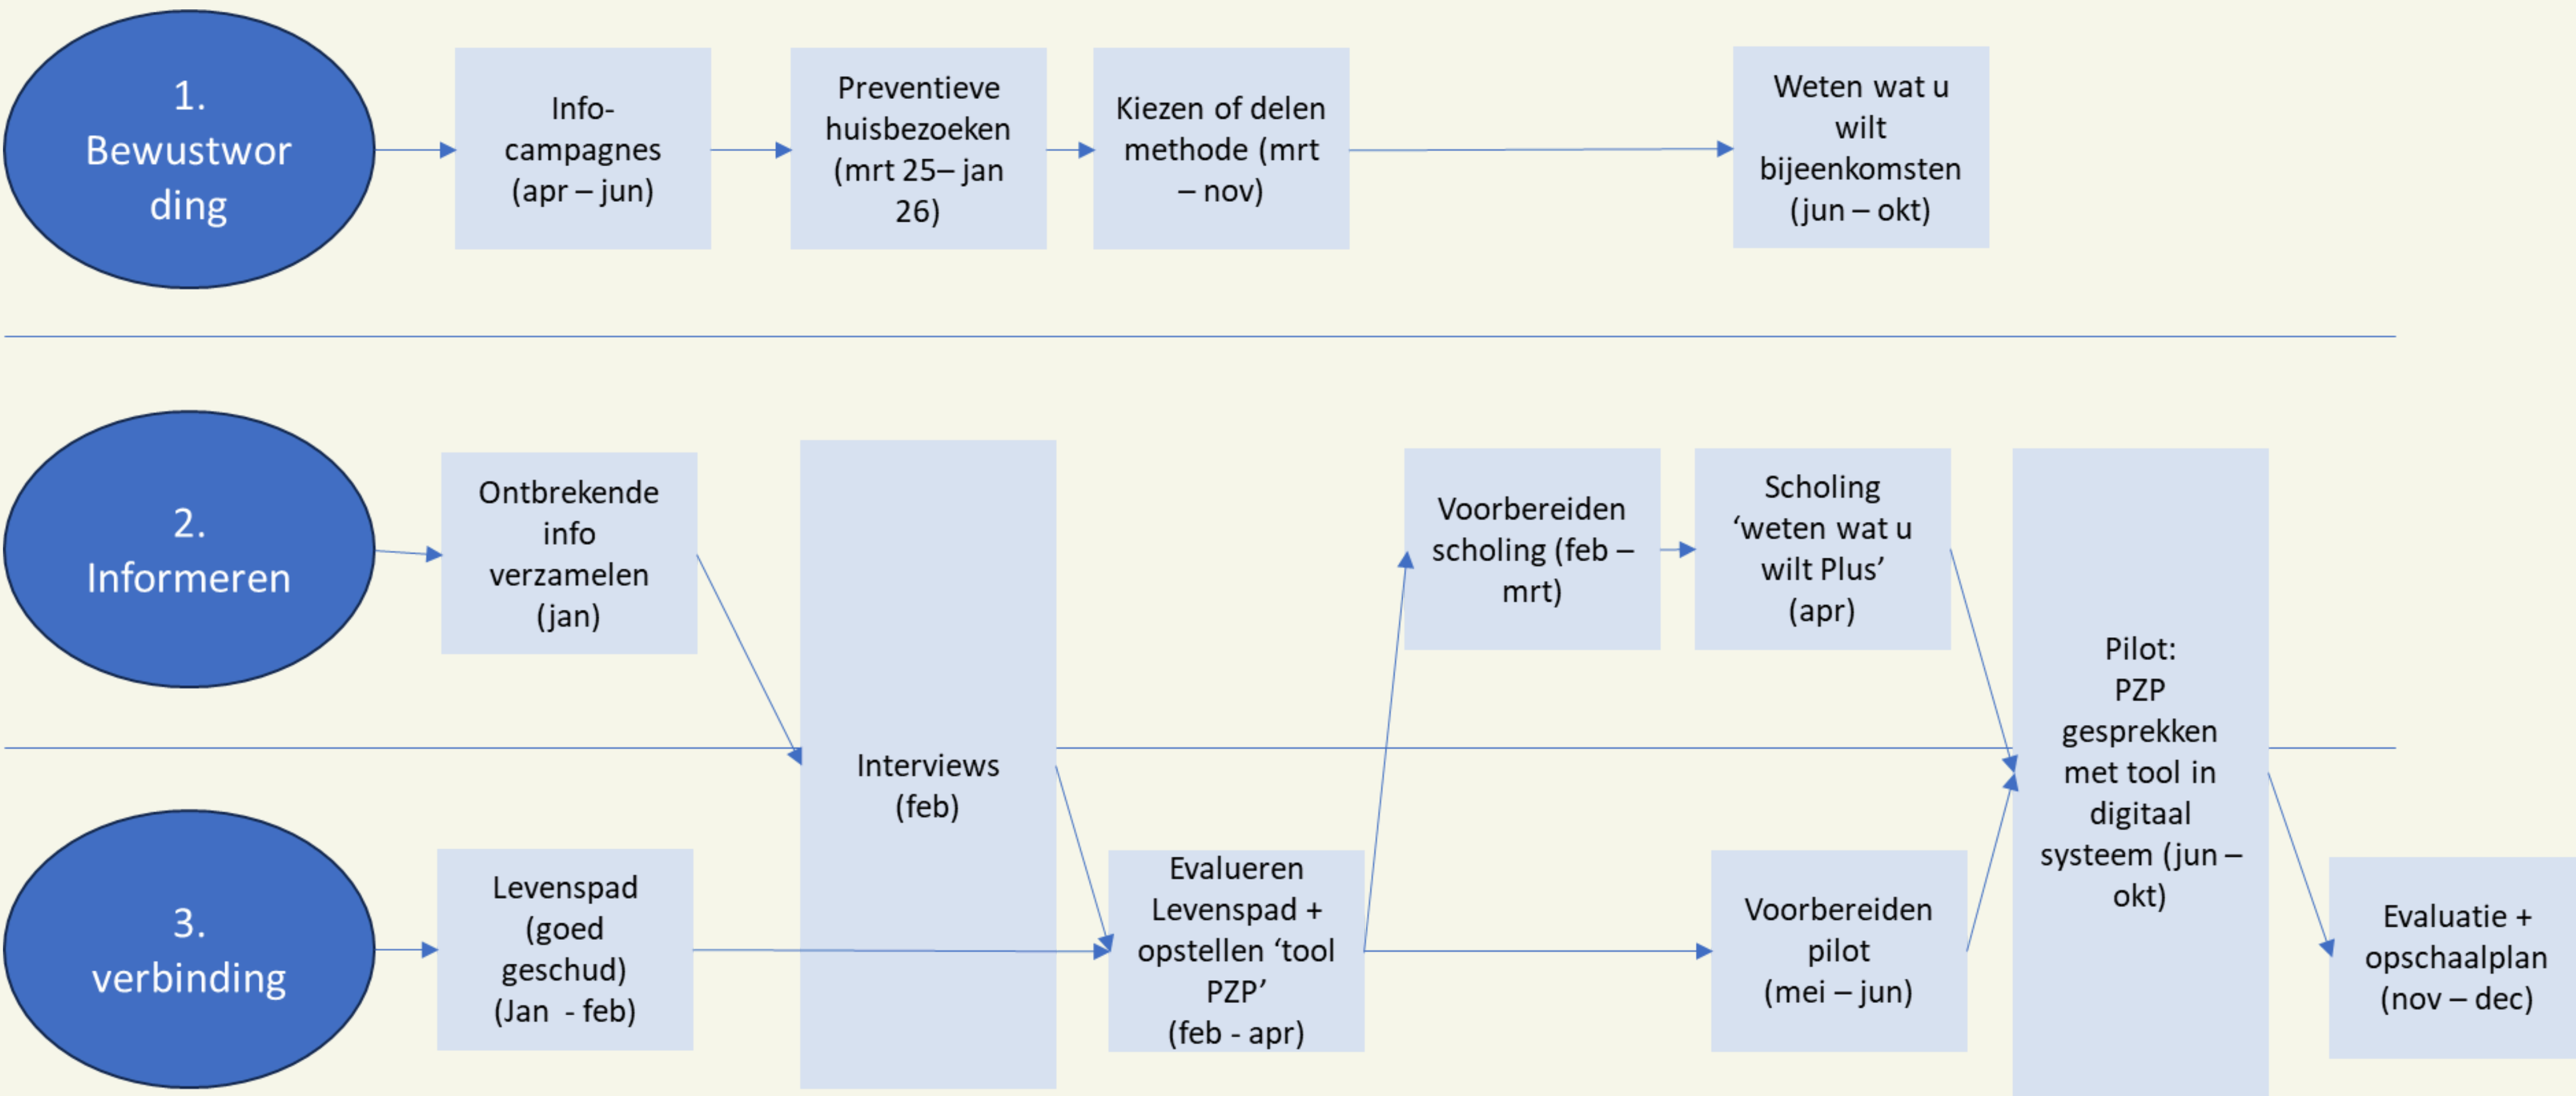 1.
Bewustwor
ding
Info-
campagnes
(apr – jun)
Preventieve
huisbezoeken
(mrt 25– jan
26)
Kiezen of delen
methode (mrt
– nov)
Weten wat u
wilt
bijeenkomsten
(jun – okt)
2.
Informeren
Ontbrekende
info
verzamelen
(jan)
Interviews
(feb)
Voorbereiden
scholing (feb –
mrt)
Scholing
‘weten wat u
wilt Plus’
(apr)
Pilot:
PZP
gesprekken
met tool in
digitaal
systeem (jun –
okt)
3.
verbinding
Levenspad
(goed
geschud)
(Jan  - feb)
Evalueren
Levenspad +
opstellen ‘tool
PZP’
(feb - apr)
Voorbereiden
pilot
(mei – jun)
Evaluatie +
opschaalplan
(nov – dec)